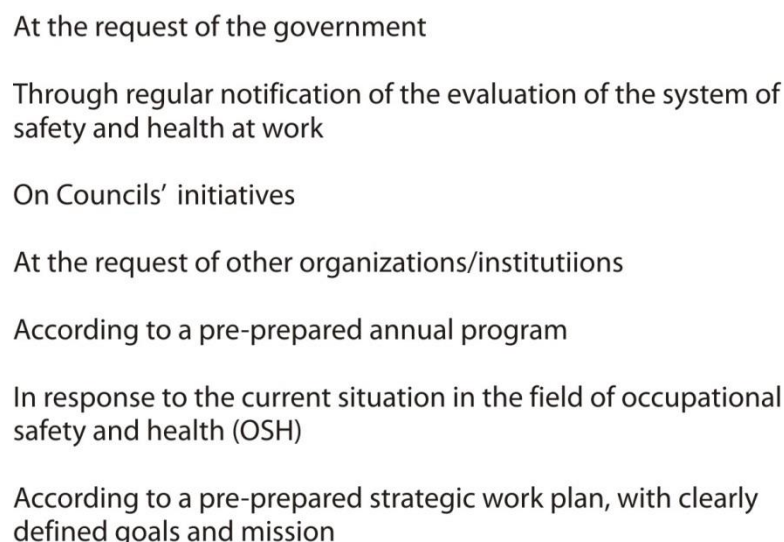 At the request of the government
Through regular notification of the evaluation of the system of
safety and health at work
On Councils’ initiatives
At the request of other organizations/institutiions
According to a pre-prepared annual program
In response to the current situation in the field of occupational
safety and health (OSH)
According to a pre-prepared strategic work plan, with clearly
defined goals and mission